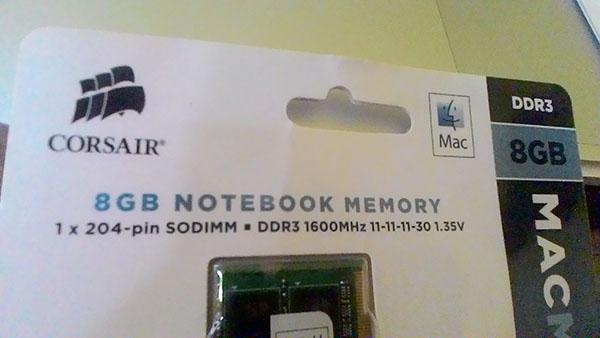 CORSAIR®
Mac
DDR3
8GB
8GB NOTEBOOK MEMORY
1 x 204-pin SODIMM ▪ DDR3 1600MHz 11-11-11-30 1.35V
MACM